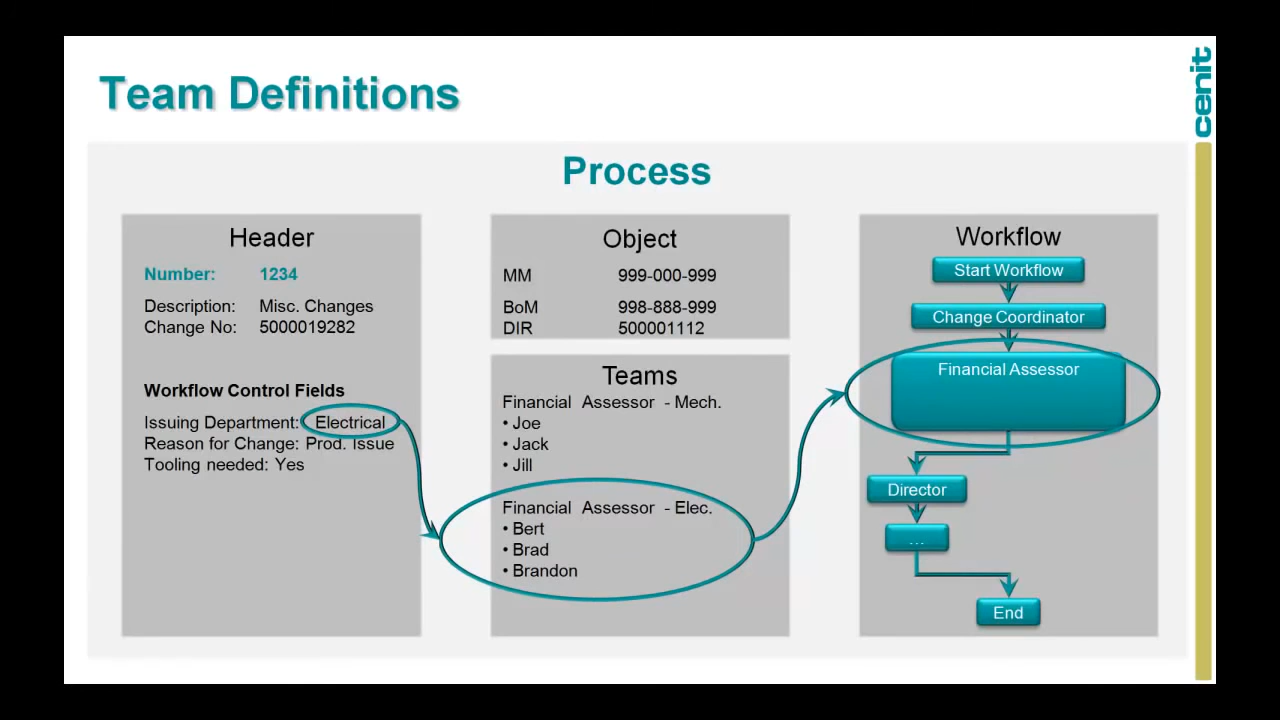 Team Definitions
cenit
Process
Header
Number: 1234
Description: Misc. Changes
Change No: 5000019282
Workflow Control Fields
Issuing Department: Electrical
Reason for Change: Prod. Issue
Tooling needed: Yes
Object
MM 999-000-999
BoM 998-888-999
DIR 500001112
Teams
Financial Assessor - Mech.
• Joe
• Jack
• Jill
Financial Assessor - Elec.
• Bert
• Brad
• Brandon
Workflow
Start Workflow
Change Coordinator
Financial Assessor
Director
...
End